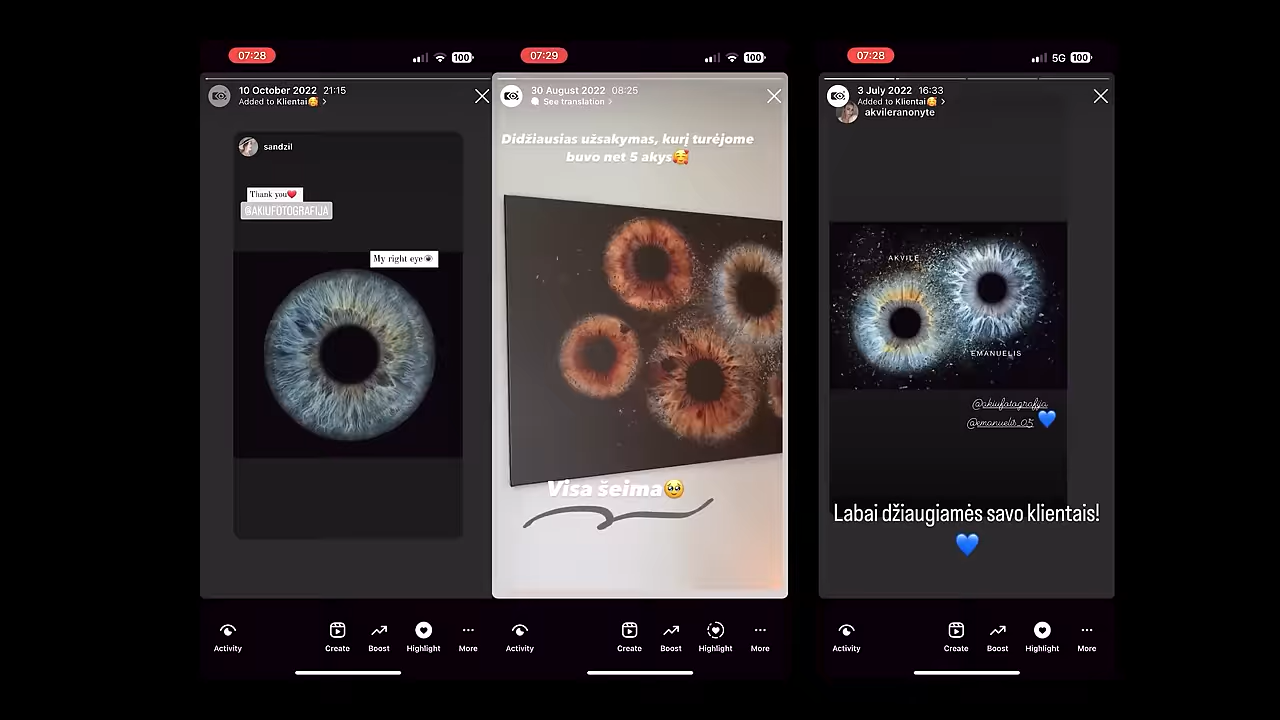 07:28
100
10 October 2022 21:15
Added to Klientai🥰 >
sandzil
Thank you❤️
@AKIUFOTOGRAFIJA
My right eye👁
Activity
Create
Boost
Highlight
More
07:29
100
30 August 2022 08:25
See translation >
Didžiausias užsakymas, kurį turėjome
buvo net 5 akys🥰
Visa šeima🥹
Activity
Create
Boost
Highlight
More
07:28
5G 100
3 July 2022 16:33
Added to Klientai🥰 >
akvileranonyte
AKVILĖ
EMANUELIS
@akiufotografija
@emanuelis_05 💙
Labai džiaugiamės savo klientais!
💙
Activity
Create
Boost
Highlight
More